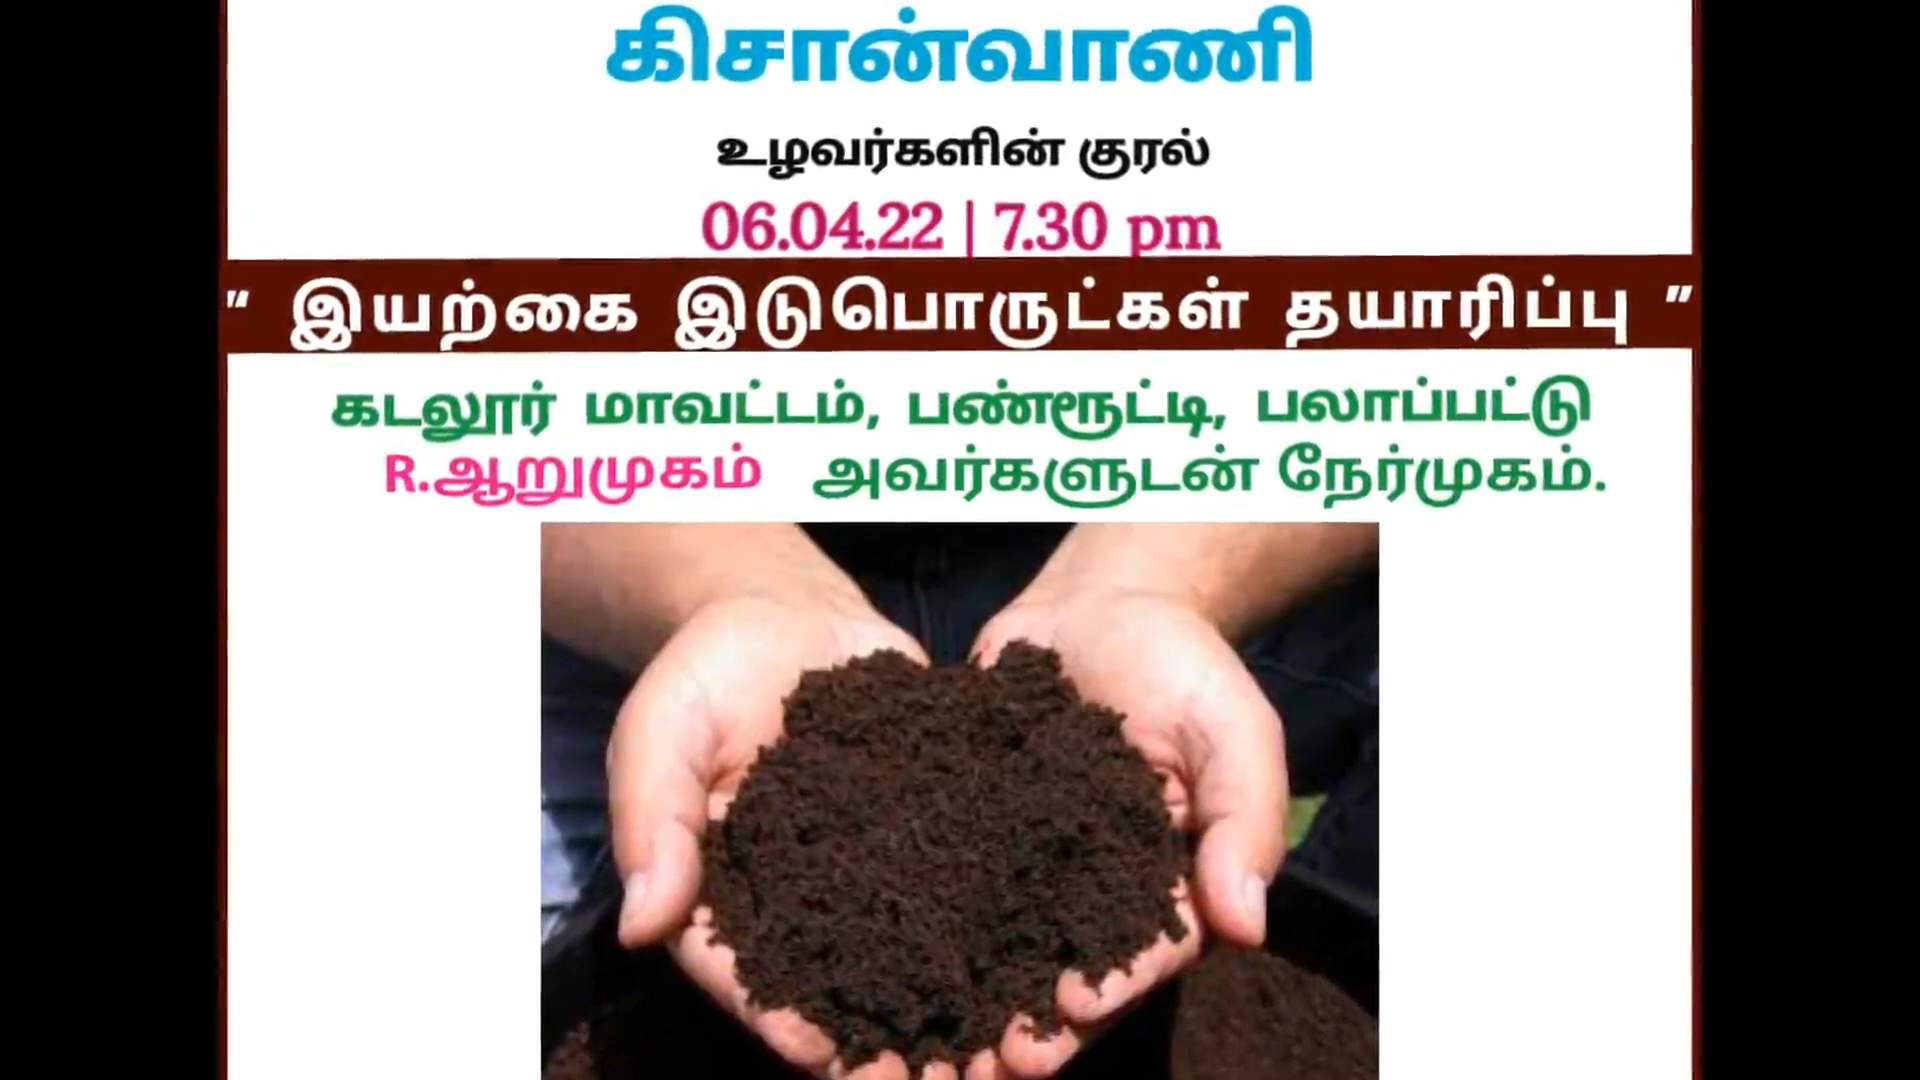 கிசான்வாணி
உழவர்களின் குரல்
06.04.22 | 7.30 pm
" இயற்கை இடுபொருட்கள் தயாரிப்பு "
கடலூர் மாவட்டம், பண்ரூட்டி, பலாப்பட்டு
R.ஆறுமுகம் அவர்களுடன் நேர்முகம்.